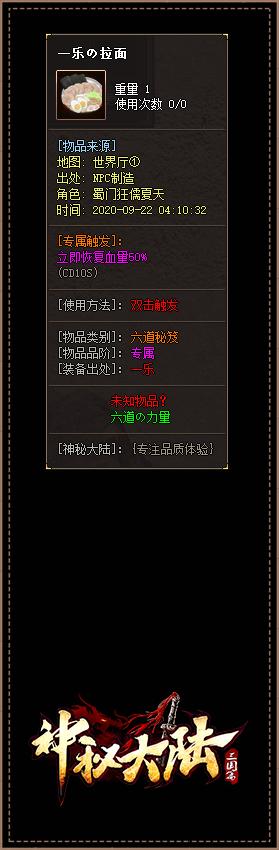 一乐の拉面
重量 1
使用次数 0/0
[物品来源]
地图: 世界厅①
出处: NPC制造
角色: 蜀门狂儒夏天
时间: 2020-09-22 04:10:32
[专属触发]:
立即恢复血量50%
(CD10S)
[使用方法]: 双击触发
[物品类别]: 六道秘笈
[物品品阶]: 专属
[装备出处]: 一乐
未知物品?
六道の力量
[神秘大陆]: {专注品质体验}
神秘大陆
三国篇